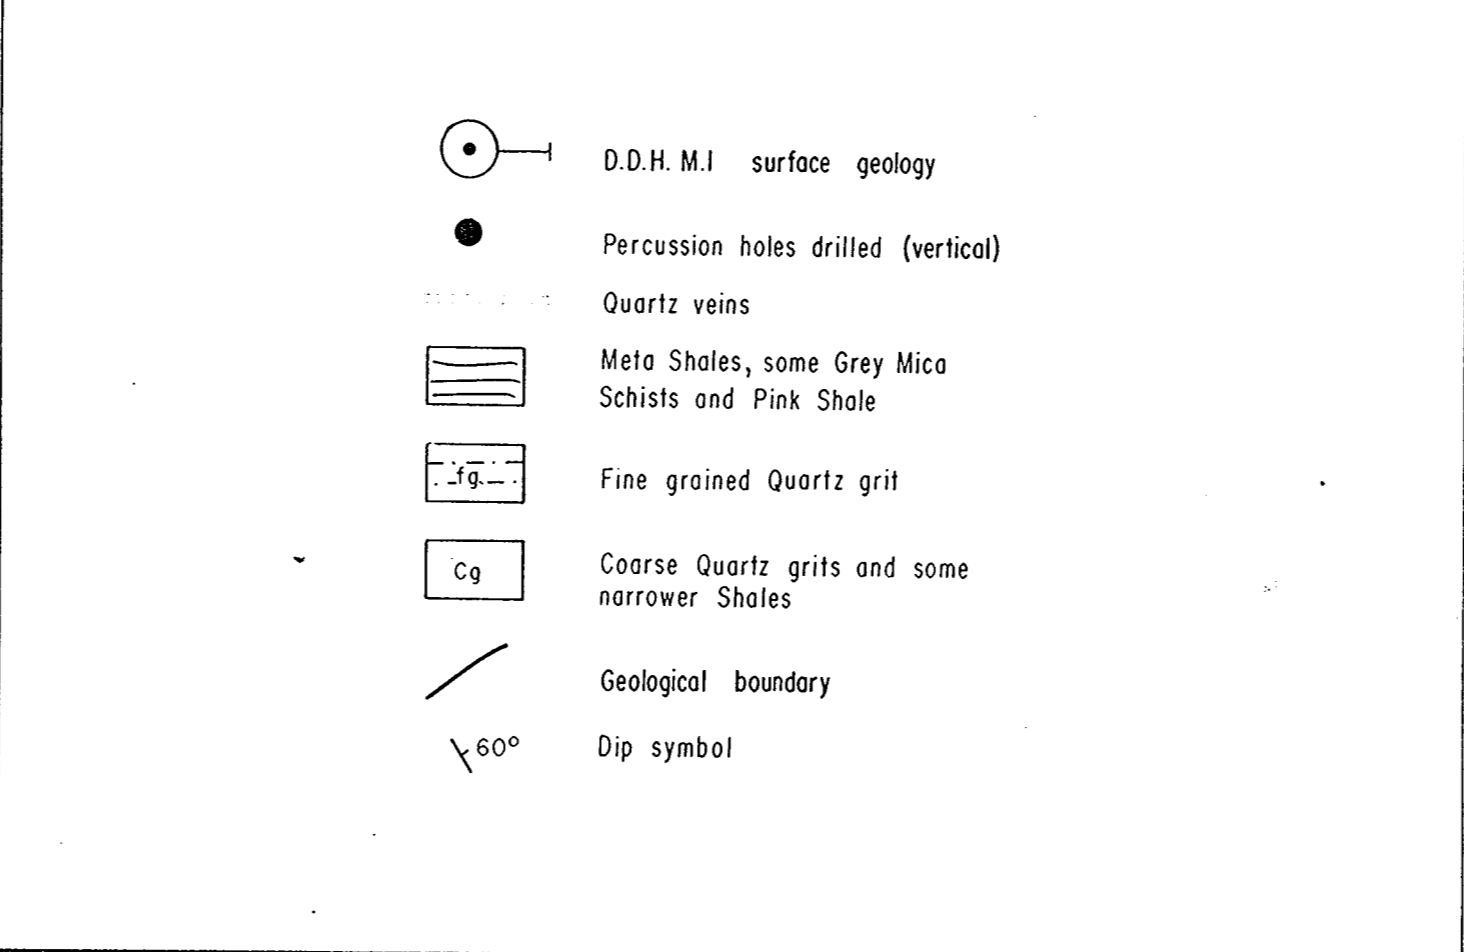 D.D.H. M.I surface geology
Percussion holes drilled (vertical)
Quartz veins
Meta Shales, some Grey Mica
Schists and Pink Shale
fg Fine grained Quartz grit
Cg Coarse Quartz grits and some
narrower Shales
Geological boundary
60° Dip symbol